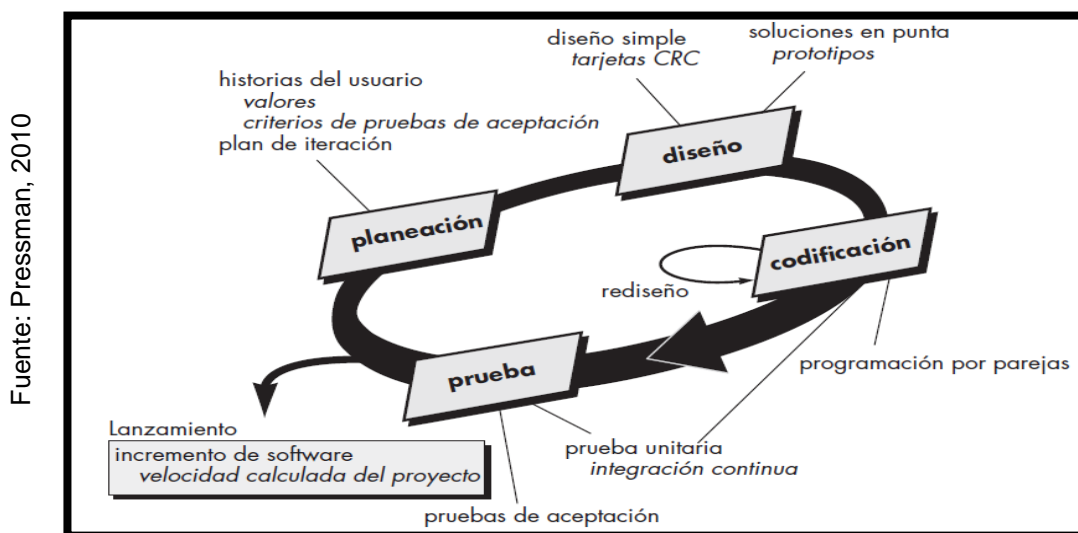 Fuente: Pressman, 2010
historias del usuario
valores
criterios de pruebas de aceptación
plan de iteración
diseño simple
tarjetas CRC
soluciones en punta
prototipos
planeación
diseño
codificación
rediseño
prueba
programación por parejas
prueba unitaria
integración continua
pruebas de aceptación
Lanzamiento
incremento de software
velocidad calculada del proyecto